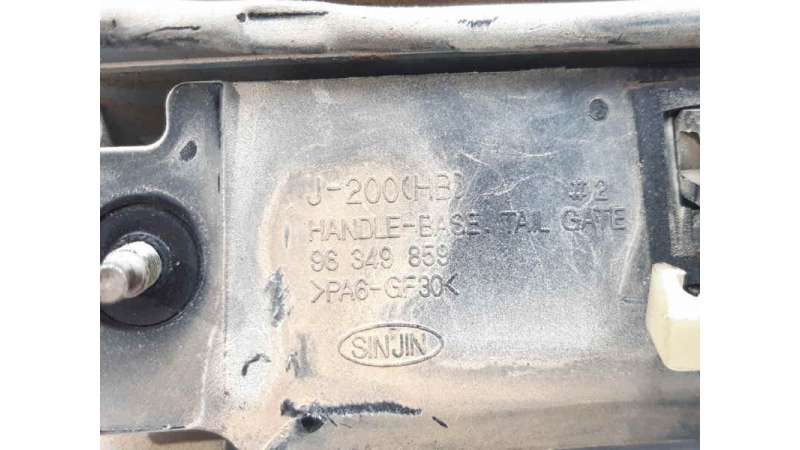 J-200(HB) #2
HANDLE-BASE, TAIL GATE
96 349 859
>PA6-GF30<
SINJIN